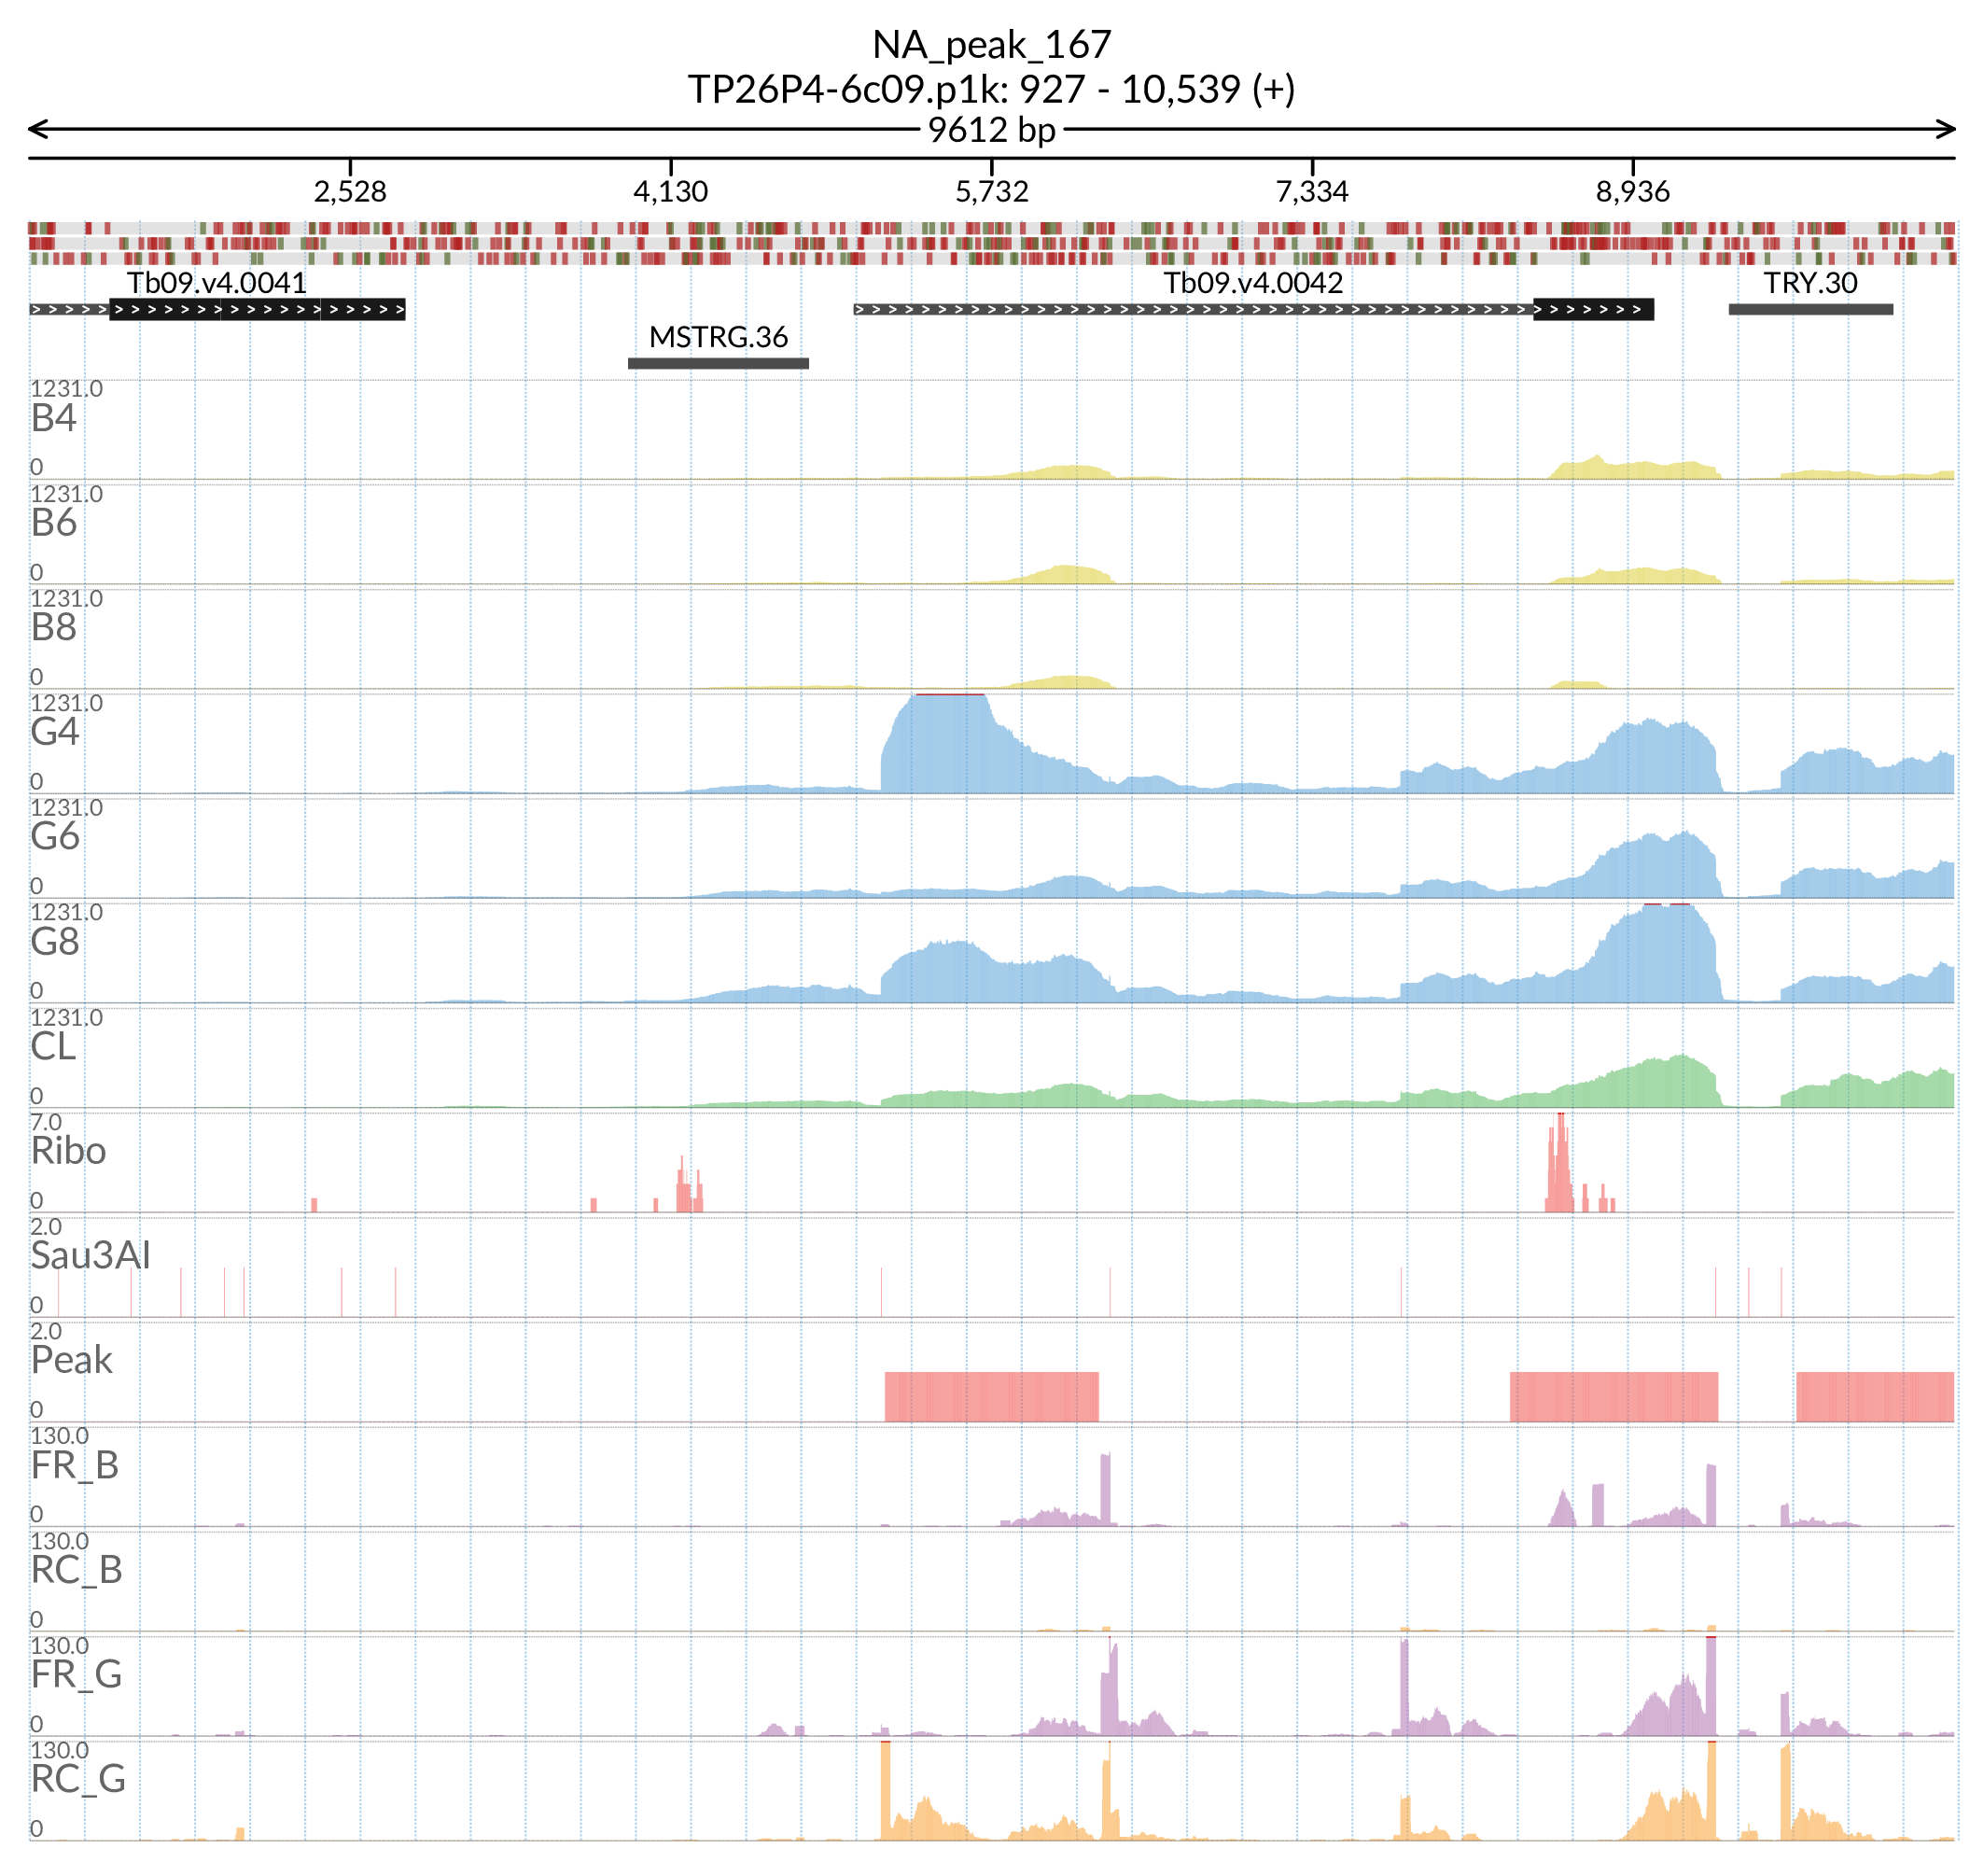 NA_peak_167
TP26P4-6c09.p1k: 927 - 10,539 (+)
9612 bp
2,528 4,130 5,732 7,334 8,936
Tb09.v4.0041 Tb09.v4.0042 TRY.30
MSTRG.36
1231.0
B4
0
1231.0
B6
0
1231.0
B8
0
1231.0
G4
0
1231.0
G6
0
1231.0
G8
0
1231.0
CL
0
7.0
Ribo
0
2.0
Sau3AI
0
2.0
Peak
0
130.0
FR_B
0
130.0
RC_B
0
130.0
FR_G
0
130.0
RC_G
0